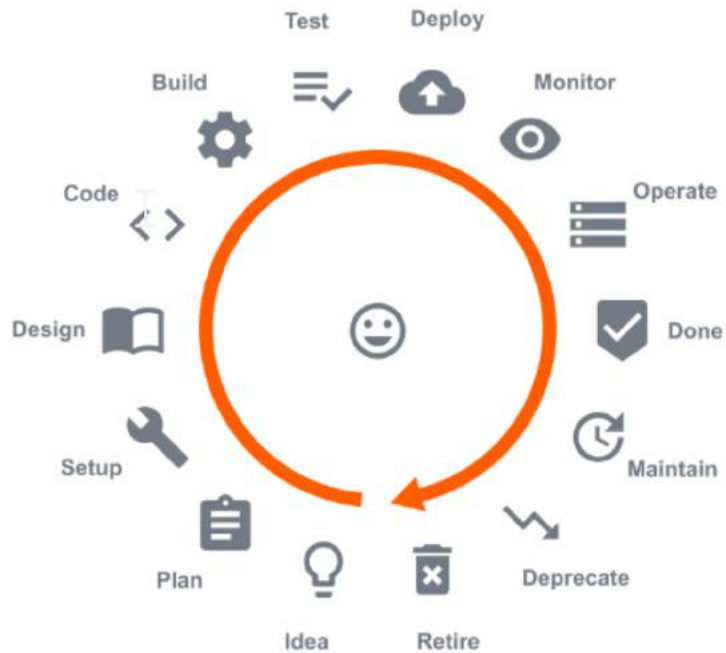 Test
Deploy
Build
Monitor
Code
Operate
Design
Done
Setup
Maintain
Plan
Deprecate
Idea
Retire